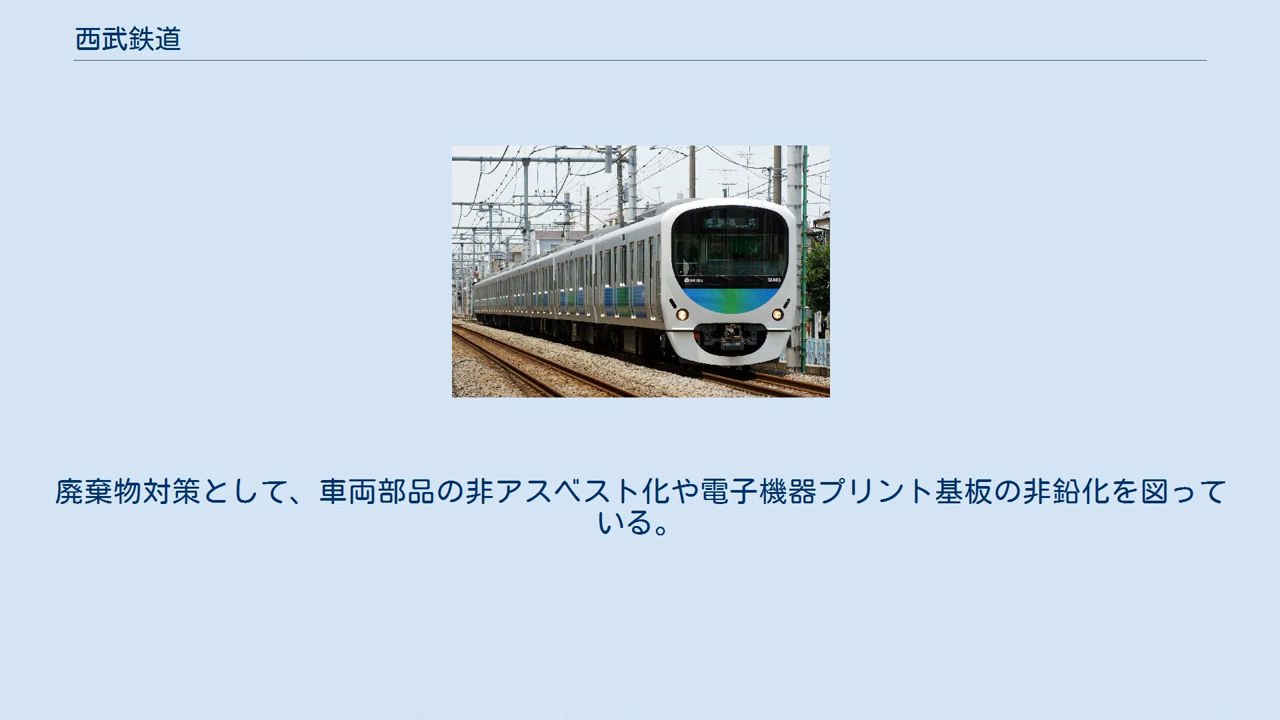 西武鉄道
廃棄物対策として、車両部品の非アスベスト化や電子機器プリント基板の非鉛化を図って
いる。